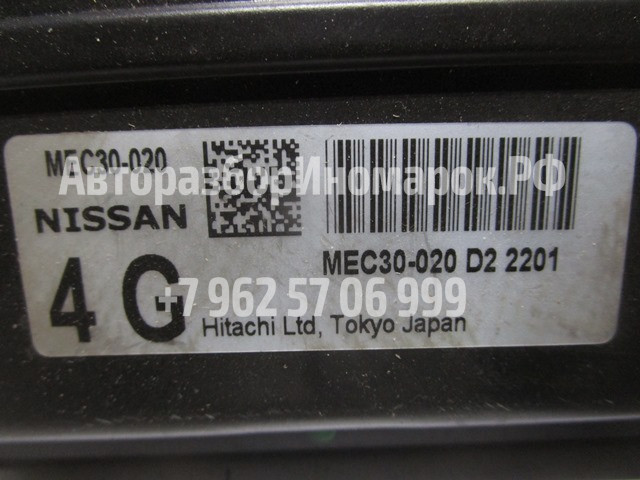 MEC30-020
АвторазборИномарок.РФ
NISSAN
MEC30-020 D2 2201
4 G
+7 962 57 06 999
Hitachi Ltd, Tokyo Japan